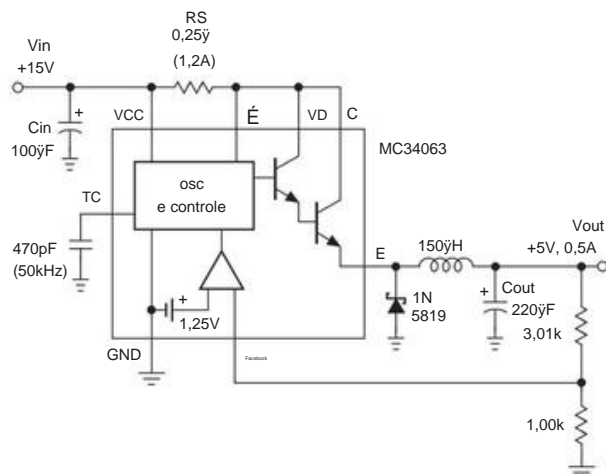 RS
0,25ÿ
(1,2A)
Vin
+15V
+
Cin
100ÿF
VCC
É
VD
C
MC34063
TC
osc
e controle
470pF
(50kHz)
E
150ÿH
Vout
+5V, 0,5A
+
1,25V
1N
5819
+
Cout
220ÿF
3,01k
GND
Facebook
1,00k